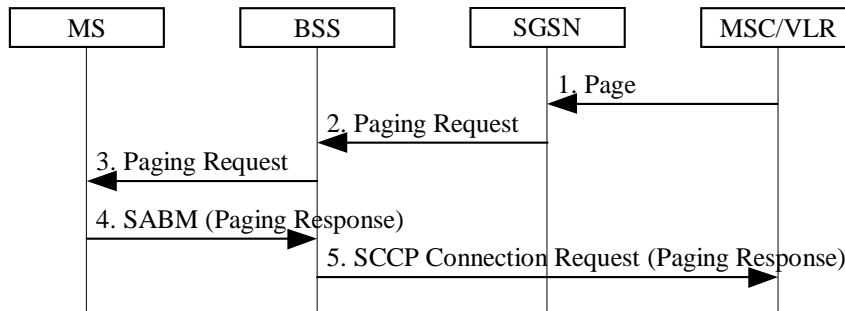 MS
BSS
SGSN
MSC/VLR
1. Page
2. Paging Request
3. Paging Request
4. SABM (Paging Response)
5. SCCP Connection Request (Paging Response)